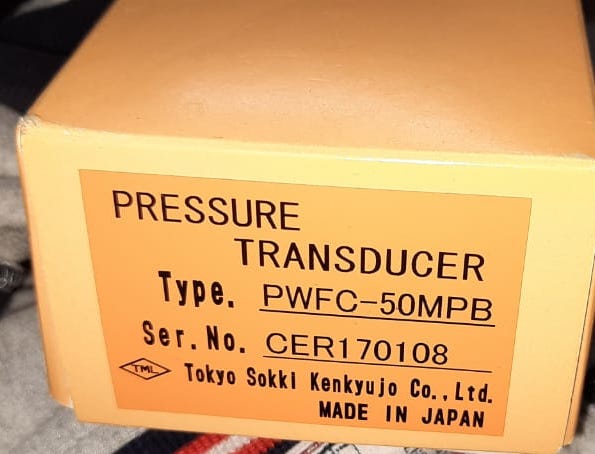 PRESSURE
TRANSDUCER
Type. PWFC-50MPB
Ser.No. CER170108
TML Tokyo Sokki Kenkyujo Co.,Ltd.
MADE IN JAPAN